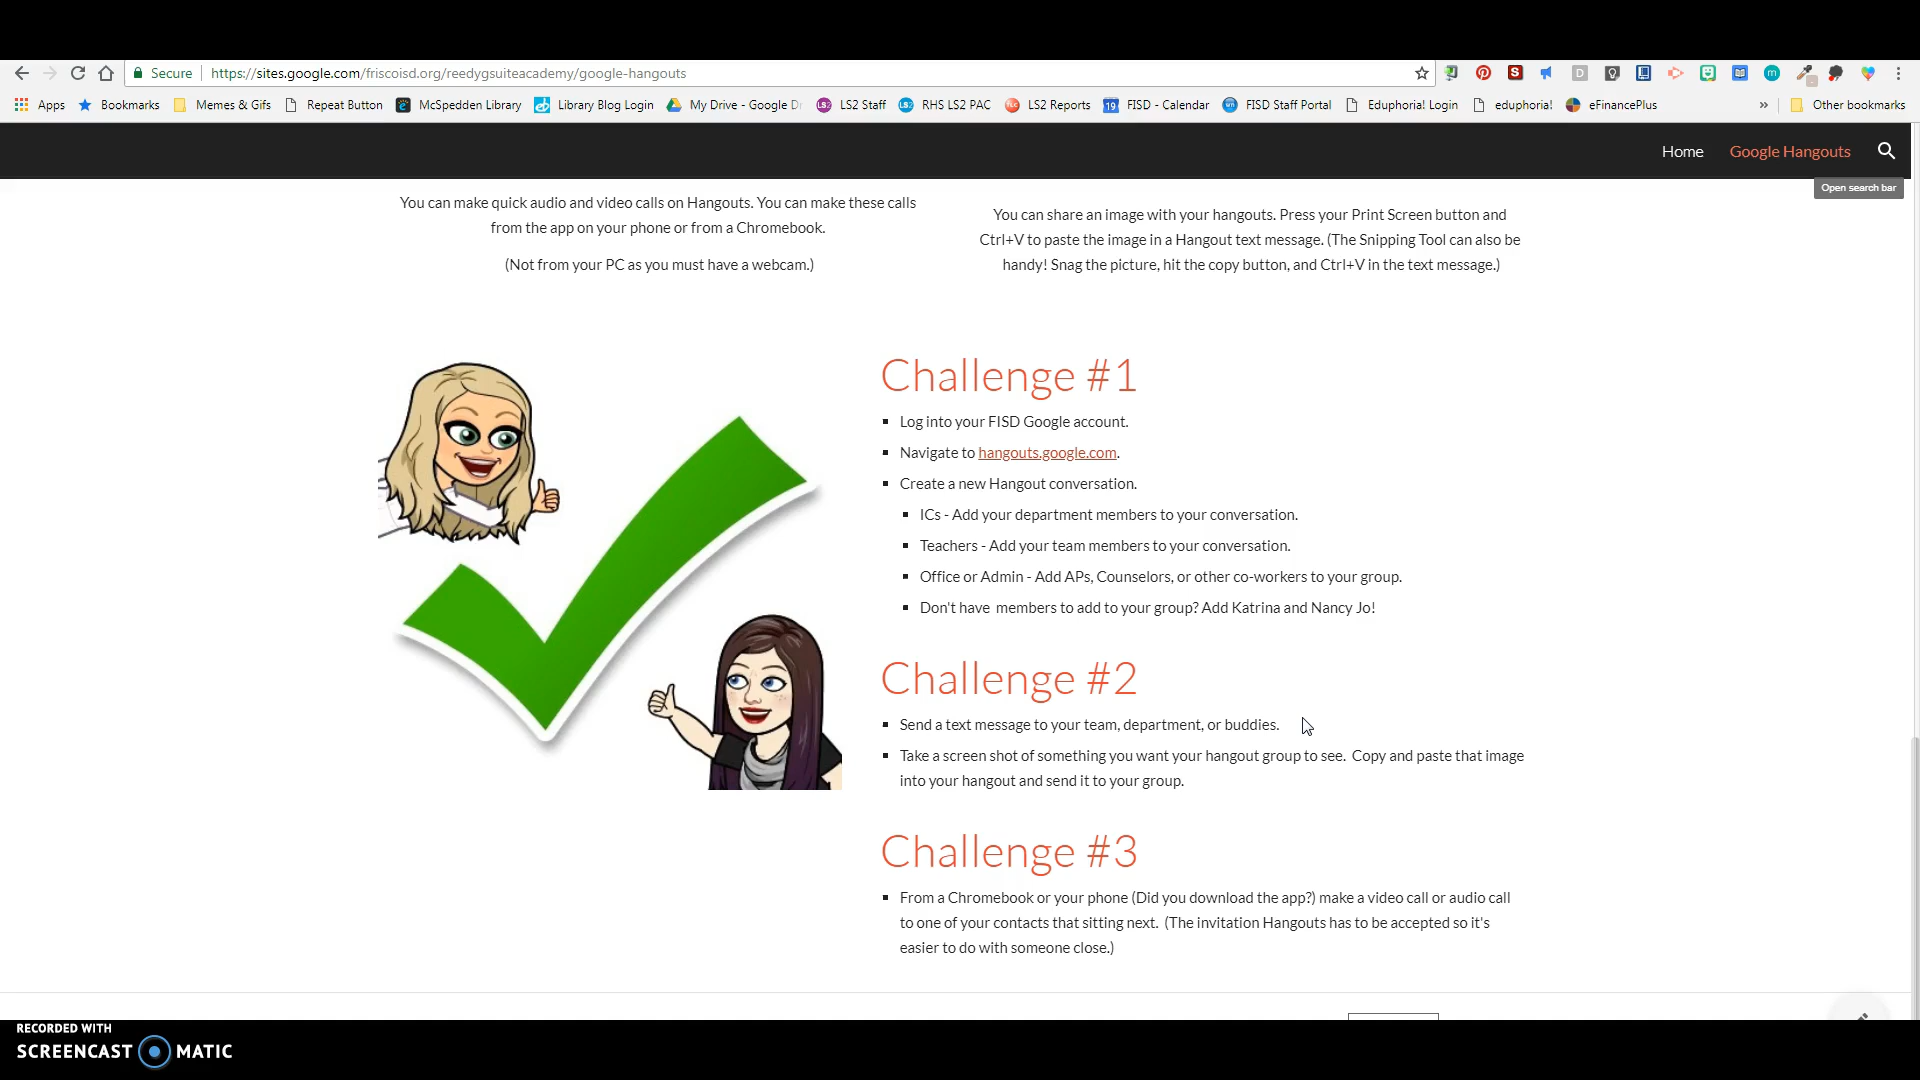 Secure https://sites.google.com/friscoisd.org/reedygsuiteacademy/google-hangouts
Apps Bookmarks Memes & Gifs Repeat Button McSpedden Library Library Blog Login My Drive - Google Dr LS2 Staff RHS LS2 PAC LS2 Reports FISD - Calendar FISD Staff Portal Eduphoria! Login eduphoria! eFinancePlus » Other bookmarks
Home Google Hangouts
Open search bar
You can make quick audio and video calls on Hangouts. You can make these calls
from the app on your phone or from a Chromebook.
(Not from your PC as you must have a webcam.)
You can share an image with your hangouts. Press your Print Screen button and
Ctrl+V to paste the image in a Hangout text message. (The Snipping Tool can also be
handy! Snag the picture, hit the copy button, and Ctrl+V in the text message.)
Challenge #1
Log into your FISD Google account.
Navigate to hangouts.google.com.
Create a new Hangout conversation.
ICs - Add your department members to your conversation.
Teachers - Add your team members to your conversation.
Office or Admin - Add APs, Counselors, or other co-workers to your group.
Don't have members to add to your group? Add Katrina and Nancy Jo!
Challenge #2
Send a text message to your team, department, or buddies.
Take a screen shot of something you want your hangout group to see. Copy and paste that image
into your hangout and send it to your group.
Challenge #3
From a Chromebook or your phone (Did you download the app?) make a video call or audio call
to one of your contacts that sitting next. (The invitation Hangouts has to be accepted so it's
easier to do with someone close.)
RECORDED WITH
SCREENCAST MATIC